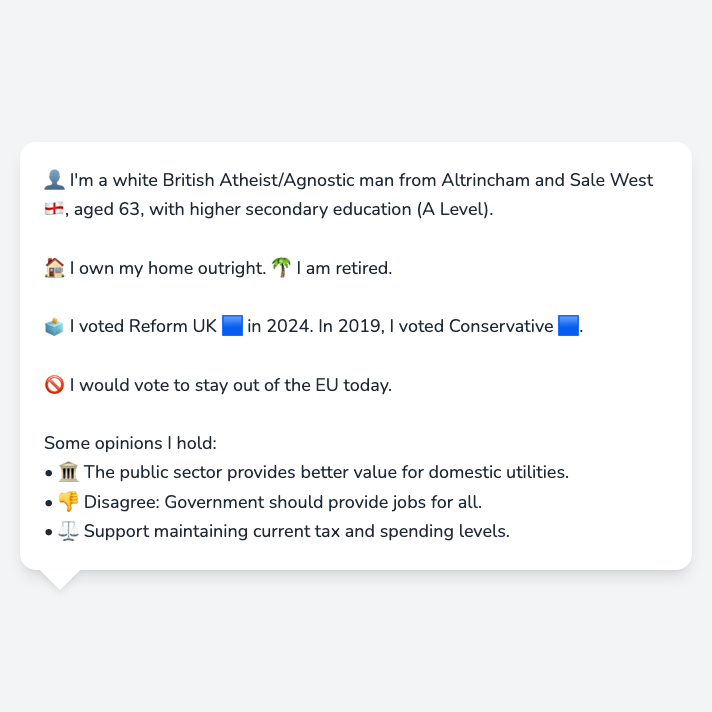 👤 I'm a white British Atheist/Agnostic man from Altrincham and Sale West
🏴󠁧󠁢󠁥󠁮󠁧󠁿, aged 63, with higher secondary education (A Level).
🏠 I own my home outright. 🌴 I am retired.
🗳️ I voted Reform UK 🟦 in 2024. In 2019, I voted Conservative 🟦.
🚫 I would vote to stay out of the EU today.
Some opinions I hold:
• 🏛️ The public sector provides better value for domestic utilities.
• 👎 Disagree: Government should provide jobs for all.
• ⚖️ Support maintaining current tax and spending levels.